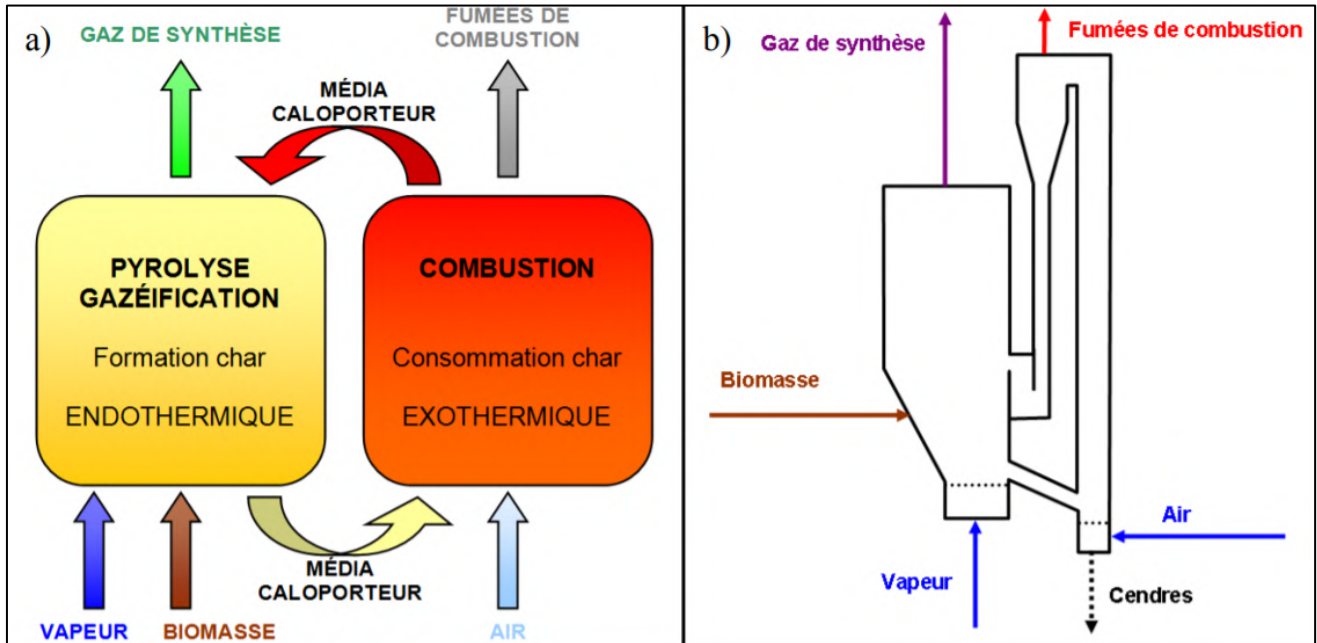 a)
GAZ DE SYNTHÈSE
FUMÉES DE
COMBUSTION
MÉDIA
CALOPORTEUR
PYROLYSE
GAZÉIFICATION
Formation char
ENDOTHERMIQUE
COMBUSTION
Consommation char
EXOTHERMIQUE
MÉDIA
CALOPORTEUR
VAPEUR
BIOMASSE
AIR
b)
Gaz de synthèse
Fumées de combustion
Biomasse
Air
Vapeur
Cendres